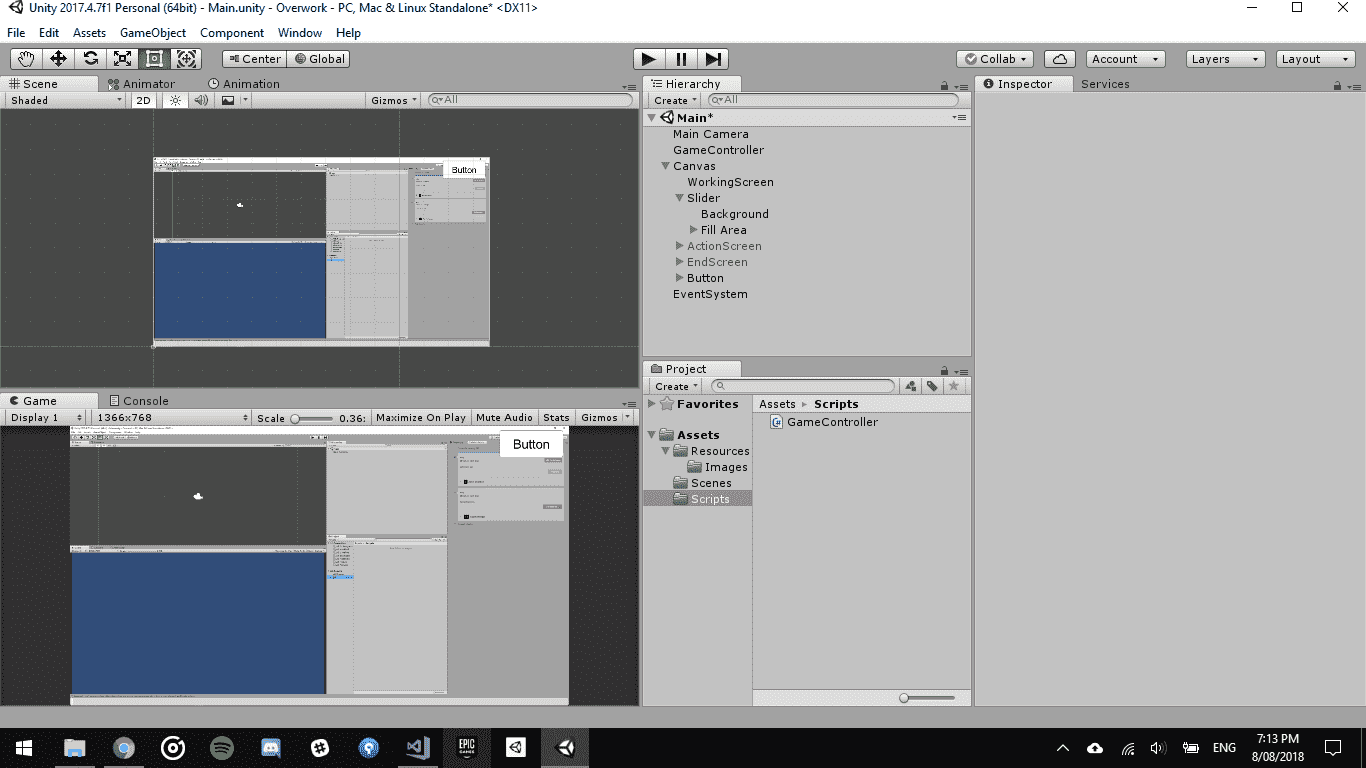 Unity 2017.4.7f1 Personal (64bit) - Main.unity - Overwork - PC, Mac & Linux Standalone* <DX11>
File Edit Assets GameObject Component Window Help
Center Global Collab Account Layers Layout
Scene Animator Animation
Shaded 2D Gizmos All
Button
Game Console
Display 1 1366x768 Scale 0.36: Maximize On Play Mute Audio Stats Gizmos
Button
Hierarchy
Create All
Main*
Main Camera
GameController
Canvas
WorkingScreen
Slider
Background
Fill Area
ActionScreen
EndScreen
Button
EventSystem
Project
Create
Favorites
Assets
Resources
Images
Scenes
Scripts
Assets Scripts
GameController
Inspector Services
EPIC GAMES
ENG
7:13 PM
8/08/2018